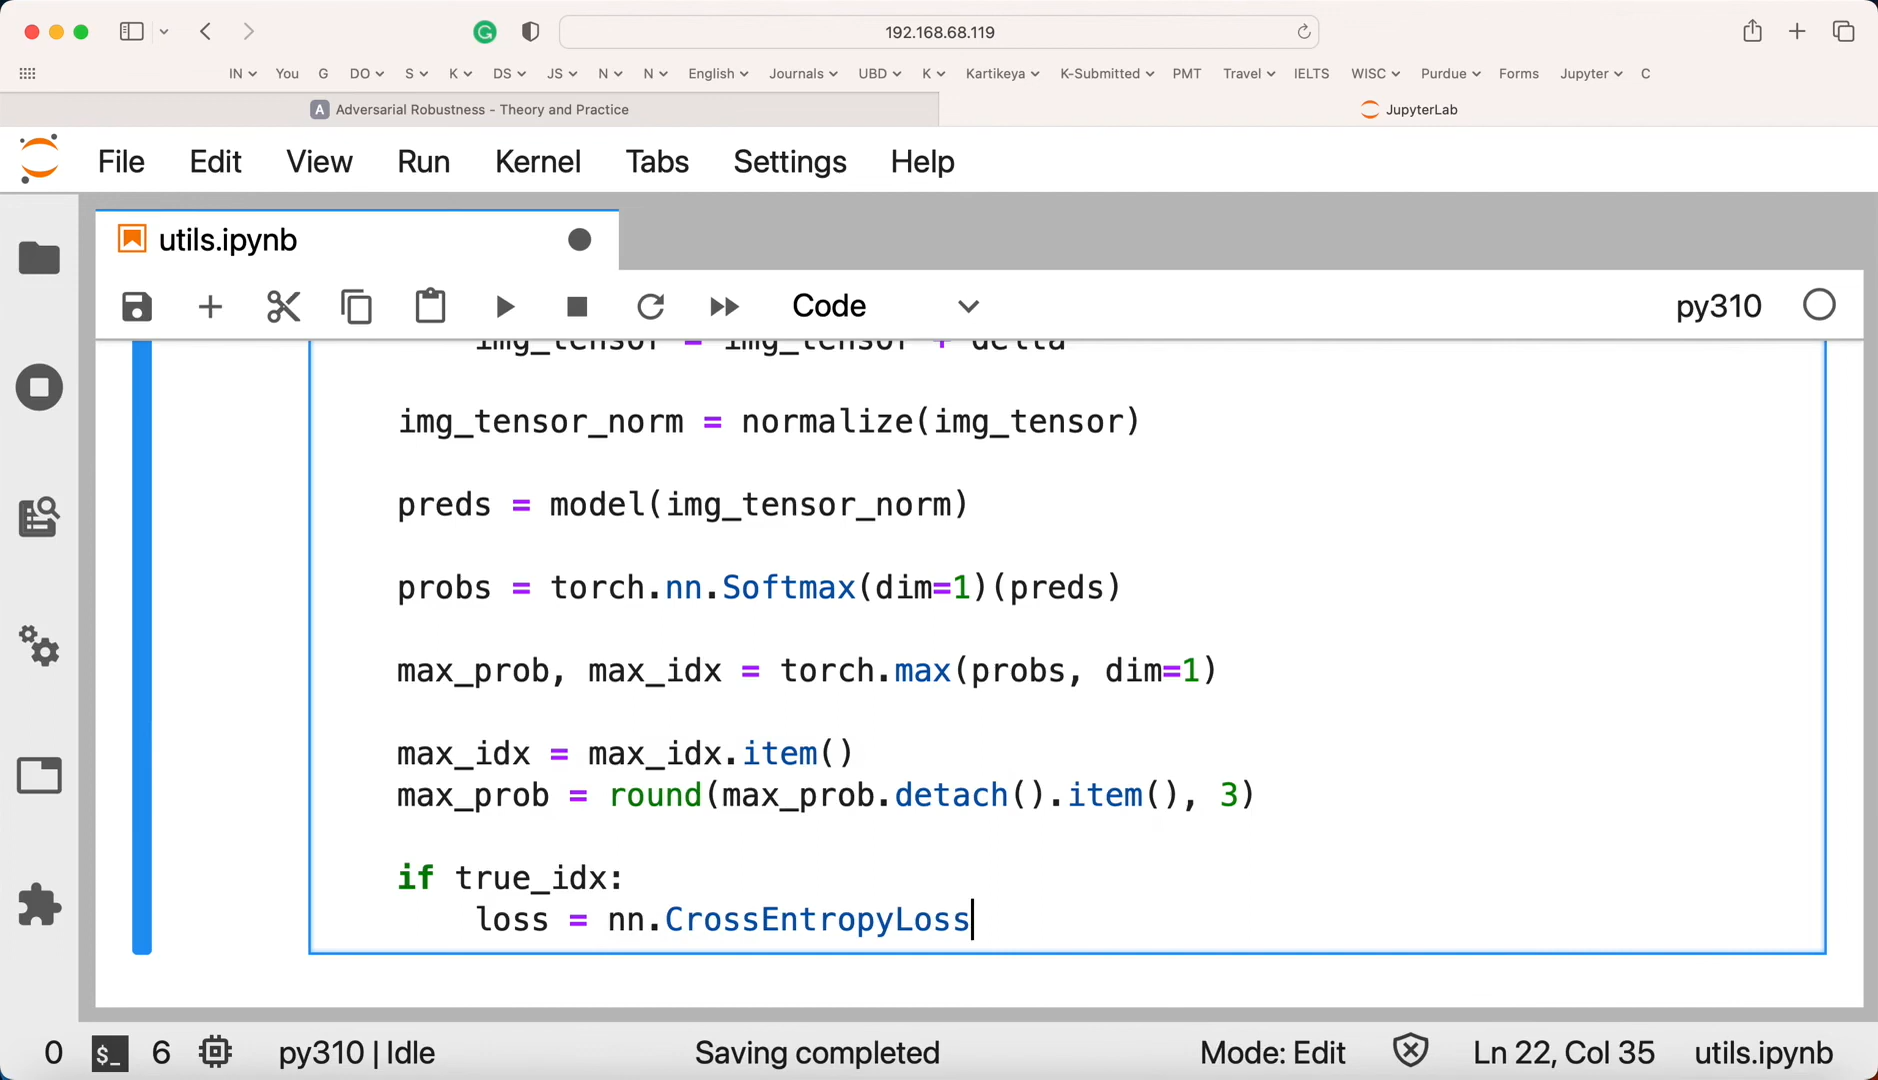 192.168.68.119
IN You G DO S K DS JS N N English Journals UBD K Kartikeya K-Submitted PMT Travel IELTS WISC Purdue Forms Jupyter C
A Adversarial Robustness - Theory and Practice JupyterLab
File Edit View Run Kernel Tabs Settings Help
utils.ipynb
Code py310
img_tensor = img_tensor + delta
img_tensor_norm = normalize(img_tensor)
preds = model(img_tensor_norm)
probs = torch.nn.Softmax(dim=1)(preds)
max_prob, max_idx = torch.max(probs, dim=1)
max_idx = max_idx.item()
max_prob = round(max_prob.detach().item(), 3)
if true_idx:
loss = nn.CrossEntropyLoss
0 $_ 6 py310 | Idle Saving completed Mode: Edit Ln 22, Col 35 utils.ipynb